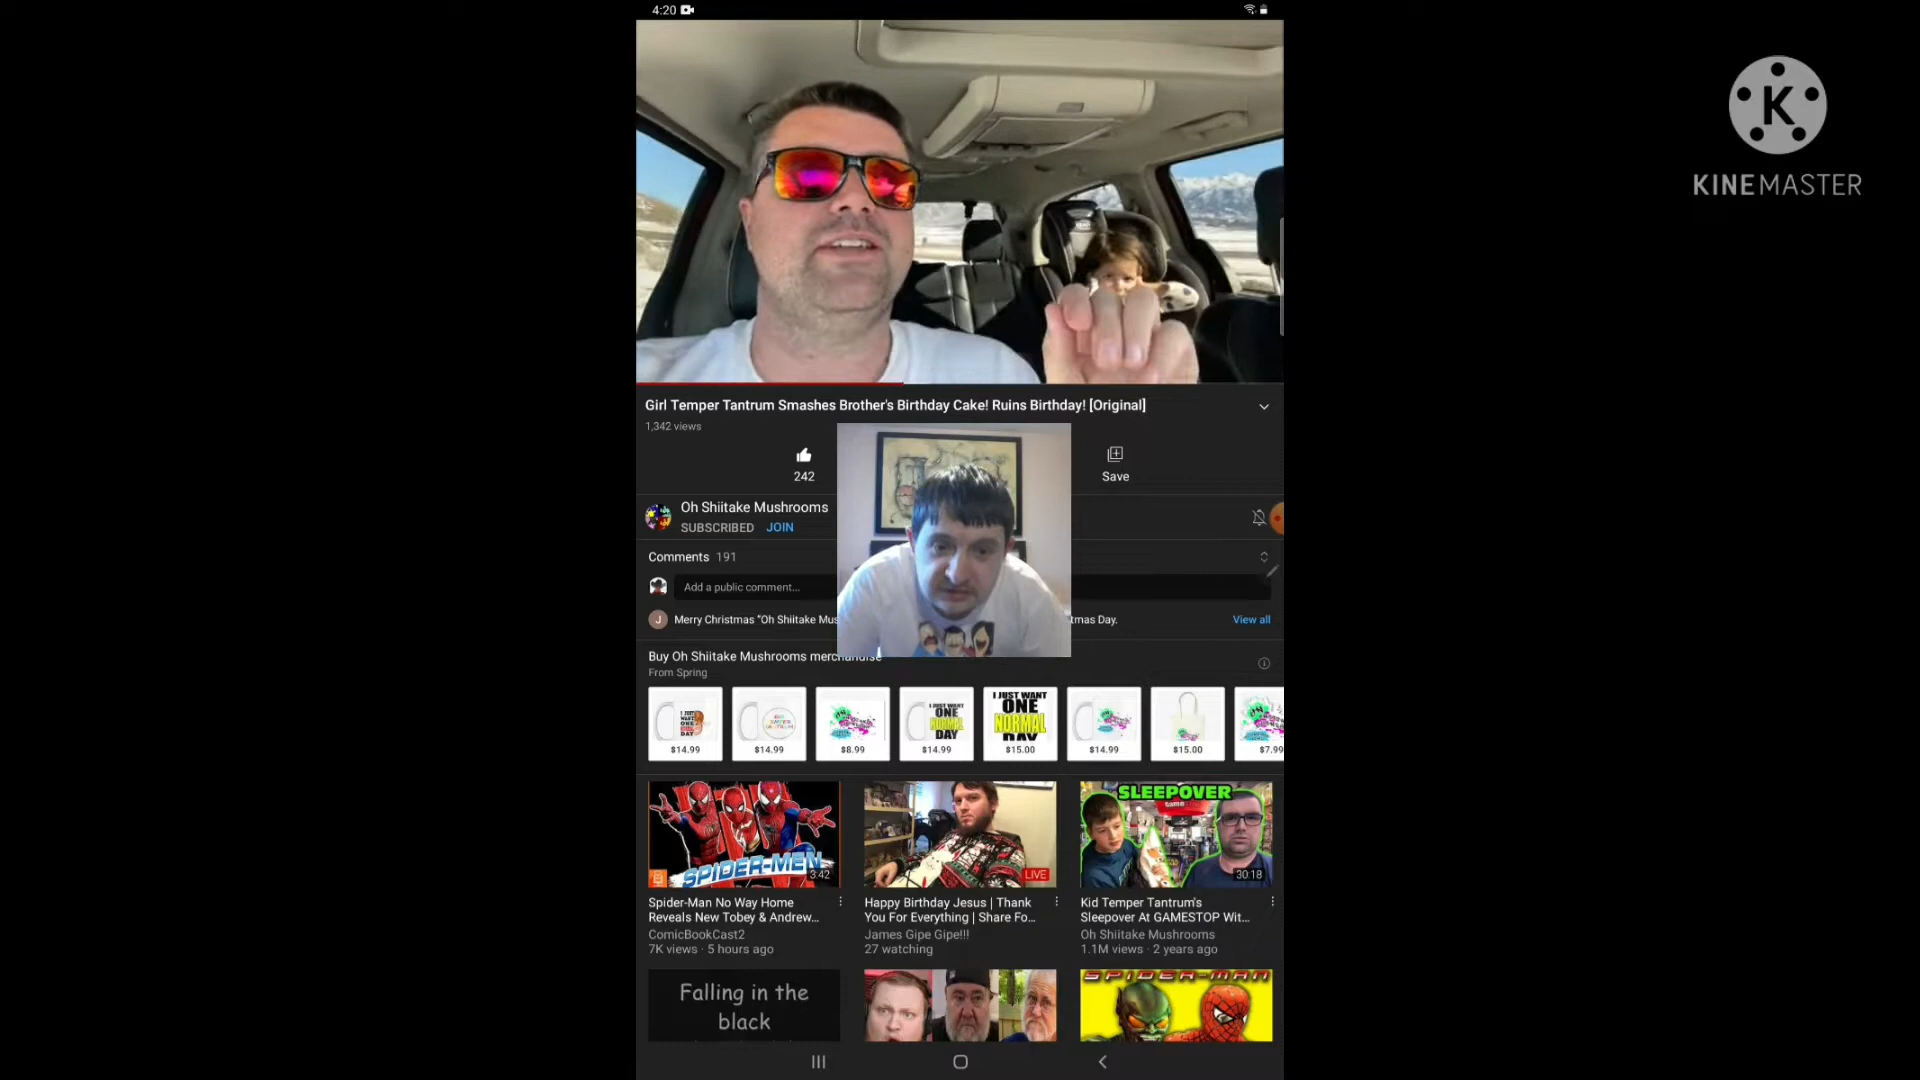 4:20
KINEMASTER
Girl Temper Tantrum Smashes Brother's Birthday Cake! Ruins Birthday! [Original]
1,342 views
242
Save
Oh Shiitake Mushrooms
SUBSCRIBED JOIN
Comments 191
Add a public comment...
J
Merry Christmas "Oh Shiitake Mus
tmas Day.
View all
Buy Oh Shiitake Mushrooms merchandise
From Spring
I JUST WANT ONE NORMAL DAY
$14.99 $14.99 $8.99 $14.99 $15.00 $14.99 $15.00 $7.99
SPIDER-MEN
3:42
LIVE
SLEEPOVER
30:18
Spider-Man No Way Home
Reveals New Tobey & Andrew...
ComicBookCast2
7K views · 5 hours ago
Happy Birthday Jesus | Thank
You For Everything | Share Fo...
James Gipe Gipe!!!
27 watching
Kid Temper Tantrum's
Sleepover At GAMESTOP Wit...
Oh Shiitake Mushrooms
1.1M views · 2 years ago
Falling in the
black
SPIDER-MAN